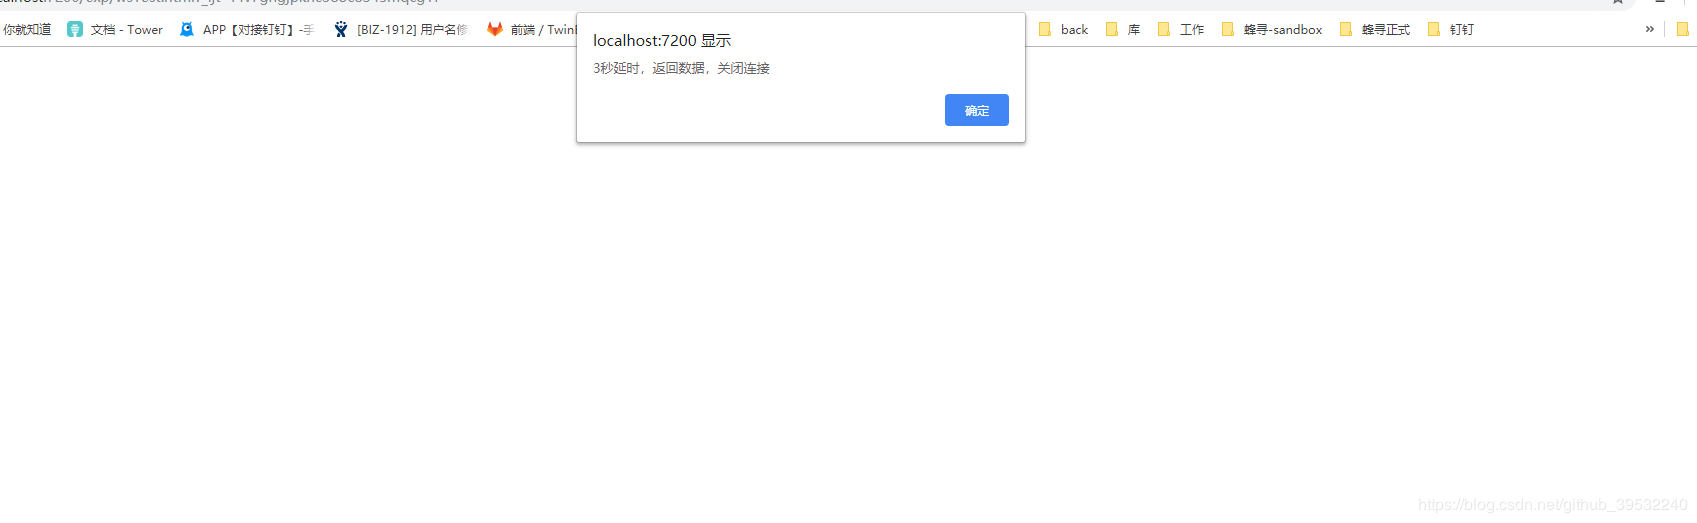 你就知道
文档 - Tower
APP【对接钉钉】-手
[BIZ-1912] 用户名修
前端 / Twin
back
库
工作
蜂寻-sandbox
蜂寻正式
钉钉
localhost:7200 显示
3秒延时，返回数据，关闭连接
确定
https://blog.csdn.net/github_39532240